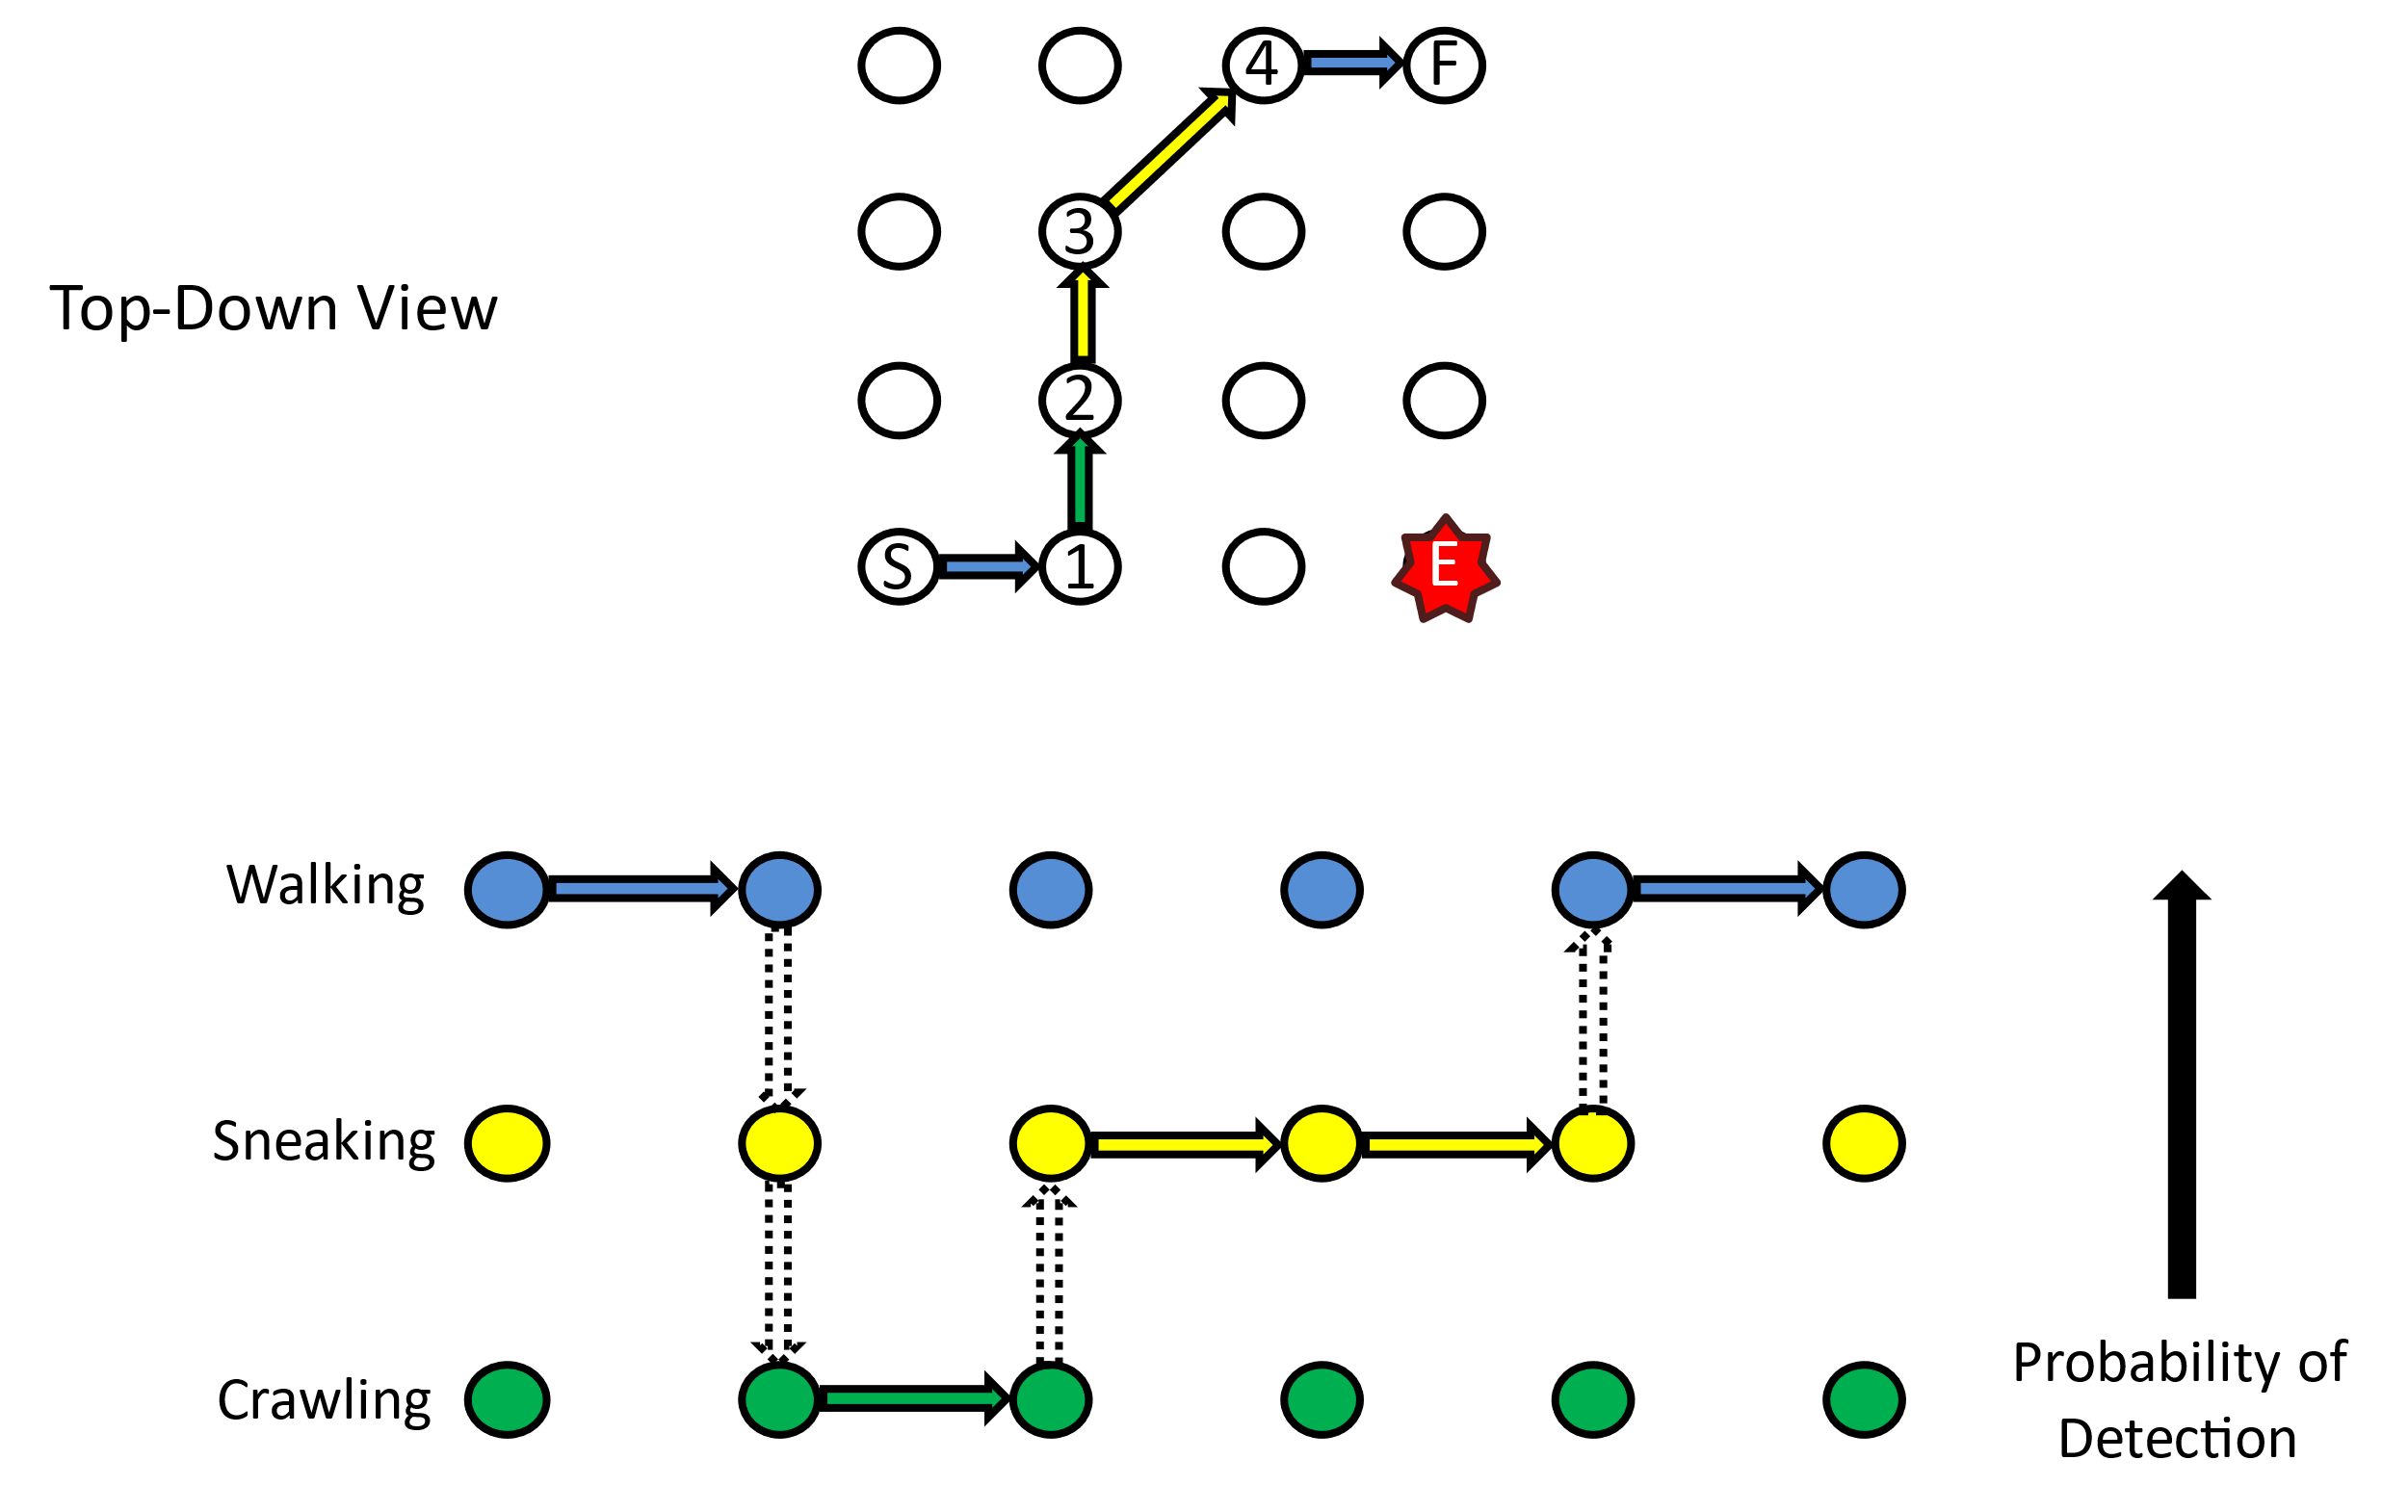 4 F
3
Top-Down View
2
S 1 E
Walking
Sneaking
Crawling
Probability of
Detection